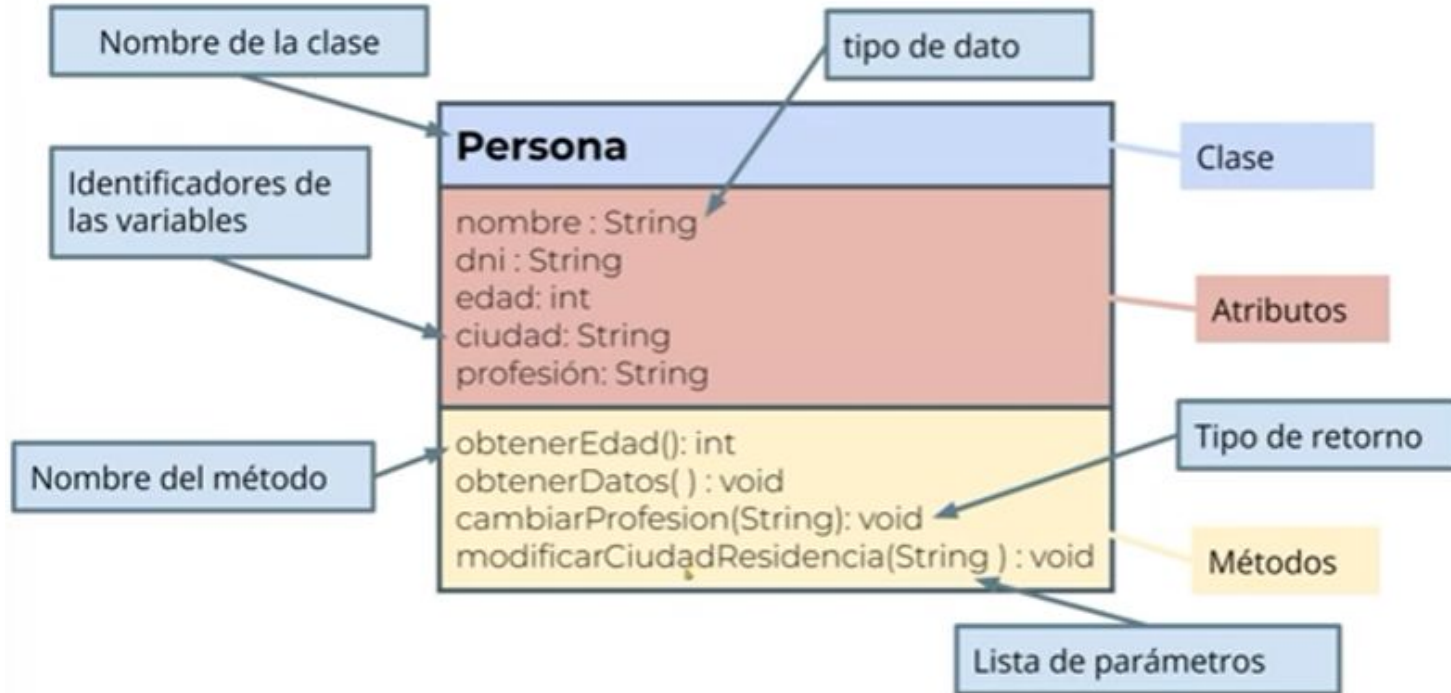 Nombre de la clase
tipo de dato
Persona
Clase
Identificadores de
las variables
nombre : String
dni : String
edad: int
ciudad: String
profesión: String
Atributos
Nombre del método
obtenerEdad(): int
obtenerDatos( ) : void
cambiarProfesion(String): void
modificarCiudadResidencia(String ) : void
Tipo de retorno
Métodos
Lista de parámetros